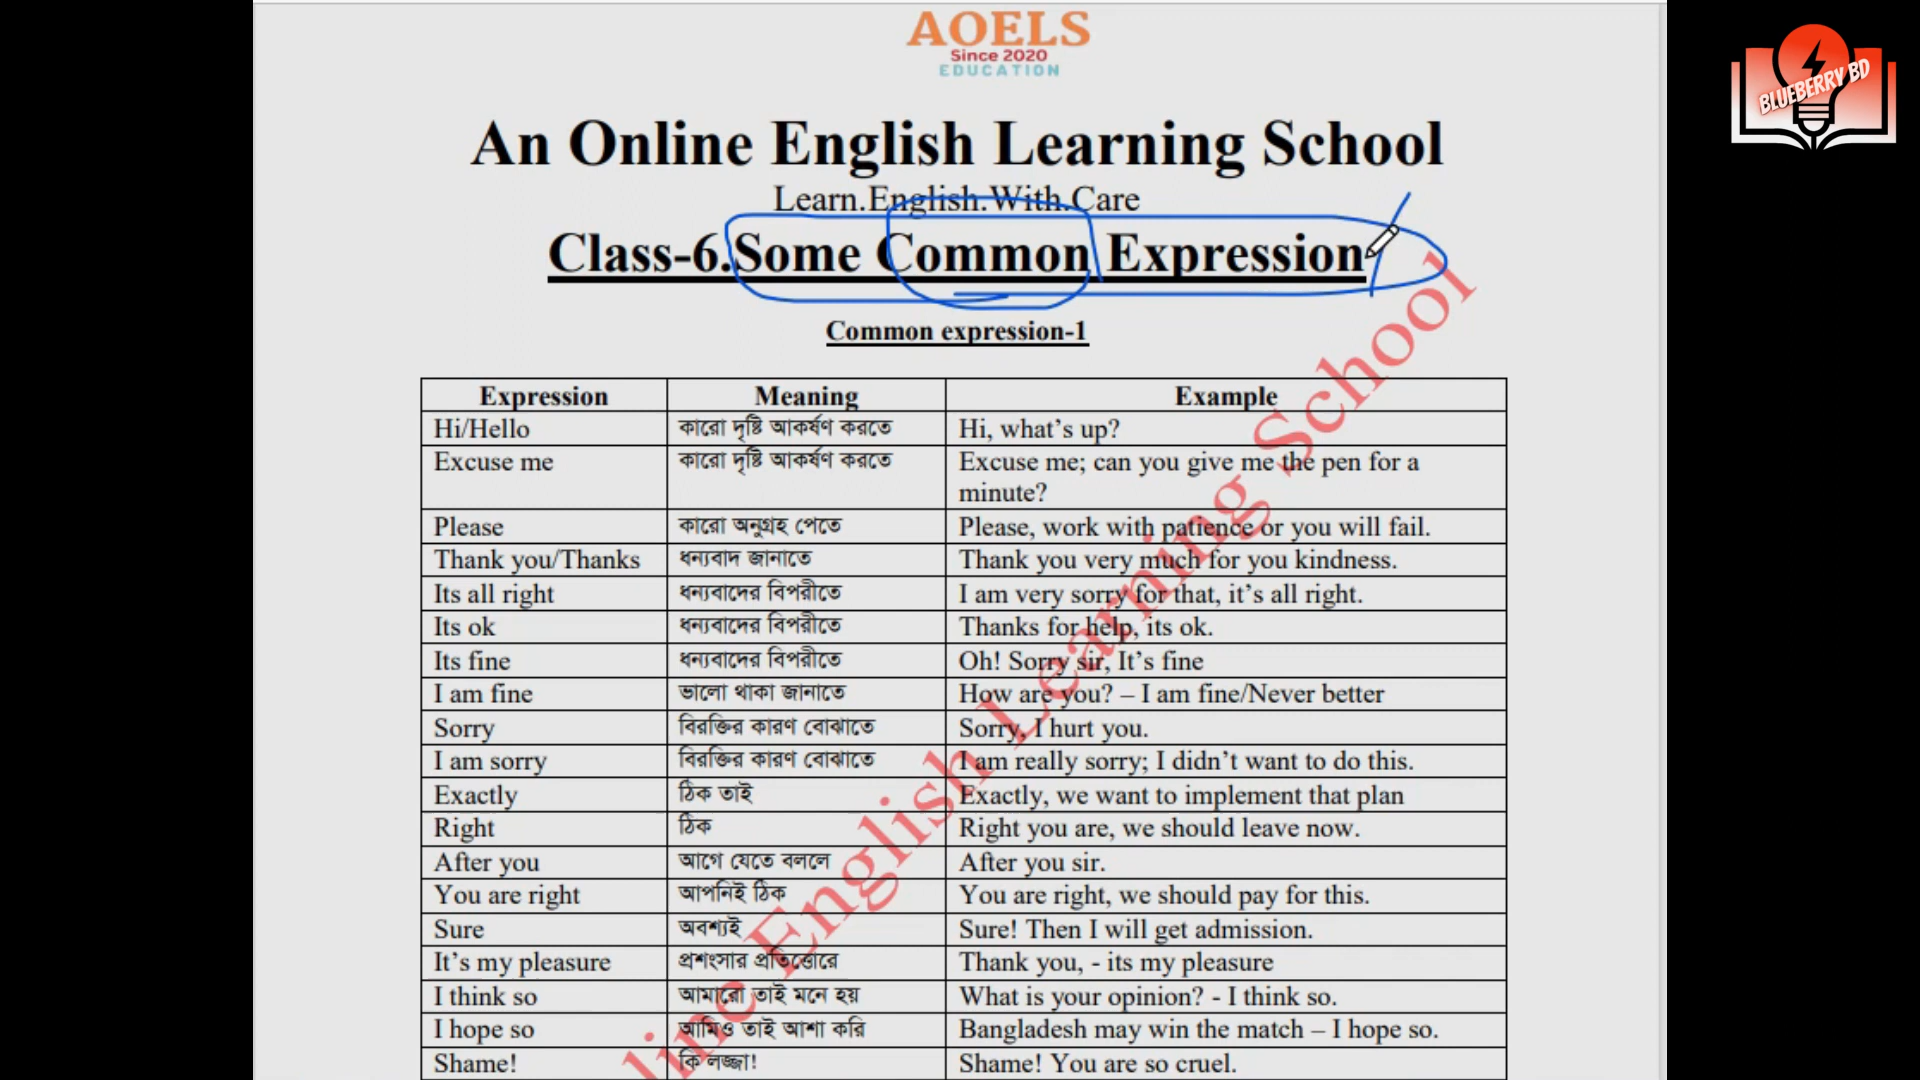 AOELS
Since 2020
EDUCATION
BLUEBERRY BD
An Online English Learning School
Learn.English.With.Care
Class-6.Some Common Expression
Common expression-1
Expression Meaning Example
Hi/Hello কারো দৃষ্টি আকর্ষণ করতে Hi, what's up?
Excuse me কারো দৃষ্টি আকর্ষণ করতে Excuse me; can you give me the pen for a
minute?
Please কারো অনুগ্রহ পেতে Please, work with patience or you will fail.
Thank you/Thanks ধন্যবাদ জানাতে Thank you very much for you kindness.
Its all right ধন্যবাদের বিপরীতে I am very sorry for that, it's all right.
Its ok ধন্যবাদের বিপরীতে Thanks for help, its ok.
Its fine ধন্যবাদের বিপরীতে Oh! Sorry sir, It's fine
I am fine ভালো থাকা জানাতে How are you? – I am fine/Never better
Sorry বিরক্তির কারণ বোঝাতে Sorry, I hurt you.
I am sorry বিরক্তির কারণ বোঝাতে I am really sorry; I didn't want to do this.
Exactly ঠিক তাই Exactly, we want to implement that plan
Right ঠিক Right you are, we should leave now.
After you আগে যেতে বললে After you sir.
You are right আপনিই ঠিক You are right, we should pay for this.
Sure অবশ্যই Sure! Then I will get admission.
It's my pleasure প্রশংসার প্রতিত্তোরে Thank you, - its my pleasure
I think so আমারো তাই মনে হয় What is your opinion? - I think so.
I hope so আমিও তাই আশা করি Bangladesh may win the match – I hope so.
Shame! কি লজ্জা! Shame! You are so cruel.
line English Learning School